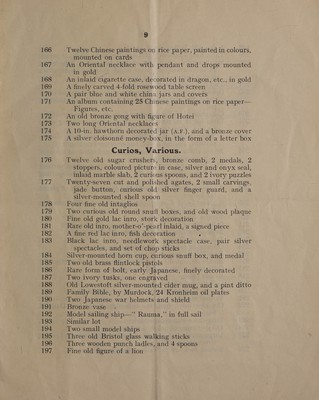 9
166 Twelve Chinese paintings on rice paper, painted in colours,
mounted on cards
167 An Oriental necklace with pendant and drops mounted
in gold
168 An inlaid cigarette case, decorated in dragon, etc., in gold
169 A finely carved 4-fold rosewood table screen
170 A pair blue and white china jars and covers
171 An album containing 25 Chinese paintings on rice paper—
Figures, etc.
172 An old bronze gong with figure of Hotei
173 Two long Oriental necklaces
174 A 10-in. hawthorn decorated jar (A.F.), and a bronze cover
175 A silver cloisonné money-box, in the form of a letter box
Curios, Various.
176 Twelve old sugar crushers, bronze comb, 2 medals, 2
stoppers, coloured picture in case, silver and onyx seal,
inlaid marble slab, 2 curious spoons, and 2 ivory puzzles
177 Twenty-seven cut and polished agates, 2 small carvings,
jade button, curious old silver finger guard, and a
silver-mounted shell spoon
178 Four fine old intaglios
179 Two curious old round snuff boxes, and old wood plaque
180 Fine old gold lac inro, stork decoration
181 Rare old inro, mother-o'-pearl inlaid, a signed piece
182 A fine red lac inro, fish decoration
183 Black lac inro, needlework spectacle case, pair silver
spectacles, and set of chop sticks
184 Silver-mounted horn cup, curious snuff box, and medal
185 Two old brass flintlock pistols
186 Rare form of bolt, early Japanese, finely decorated
187 Two ivory tusks, one engraved
188 Old Lowestoft silver-mounted cider mug, and a pint ditto
189 Family Bible, by Murdock, 24 Kronheim oil plates
190 Two Japanese war helmets and shield
191 Bronze vase
192 Model sailing ship—" Rauma," in full sail
193 Similar lot
194 Two small model ships
195 Three old Bristol glass walking sticks
196 Three wooden punch ladles, and 4 spoons
197 Fine old figure of a lion